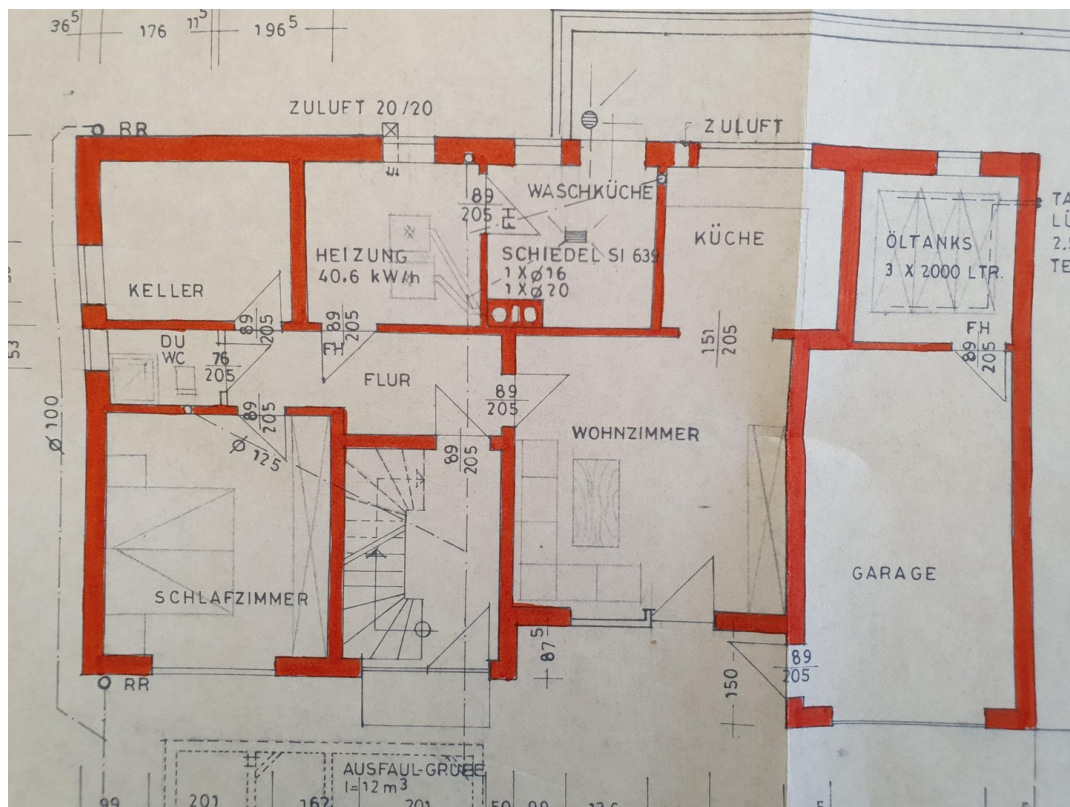 36⁵
176
11⁵
196⁵
ZULUFT 20/20
RR
ZULUFT
89
205
FH
WASCHKÜCHE
KÜCHE
HEIZUNG
40.6 kW/h
SCHIEDEL SI 639
1 X Ø 16
1 X Ø 20
ÖLTANKS
3 X 2000 LTR.
KELLER
89
205
89
205
FH
151
205
FH
89
205
DU
WC
76
205
53
FLUR
89
205
89
205
WOHNZIMMER
Ø 100
Ø 125
89
205
GARAGE
SCHLAFZIMMER
87⁵
150
89
205
RR
AUSFAUL-GRUBE
I=12 m³
99
201
162
201
50
99